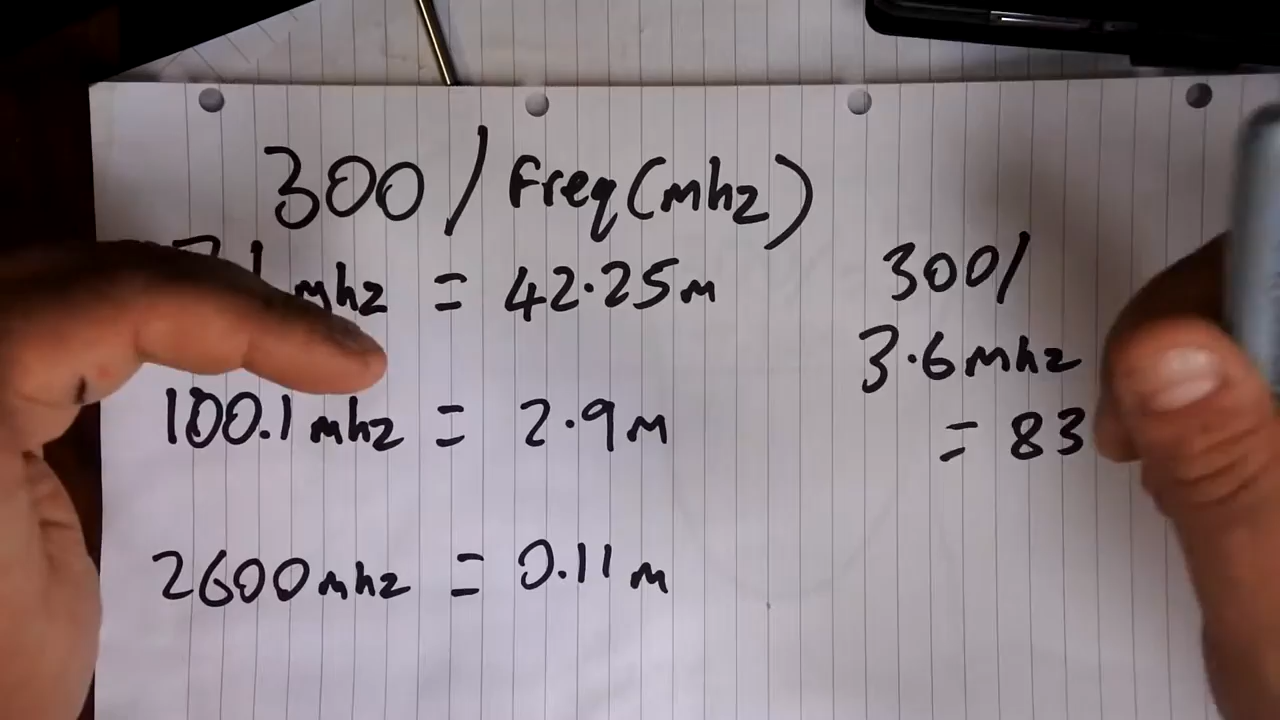 300 / Freq(mhz)
mhz = 42.25m
100.1 mhz = 2.9m
2600mhz = 0.11m
300/
3.6mhz
= 83